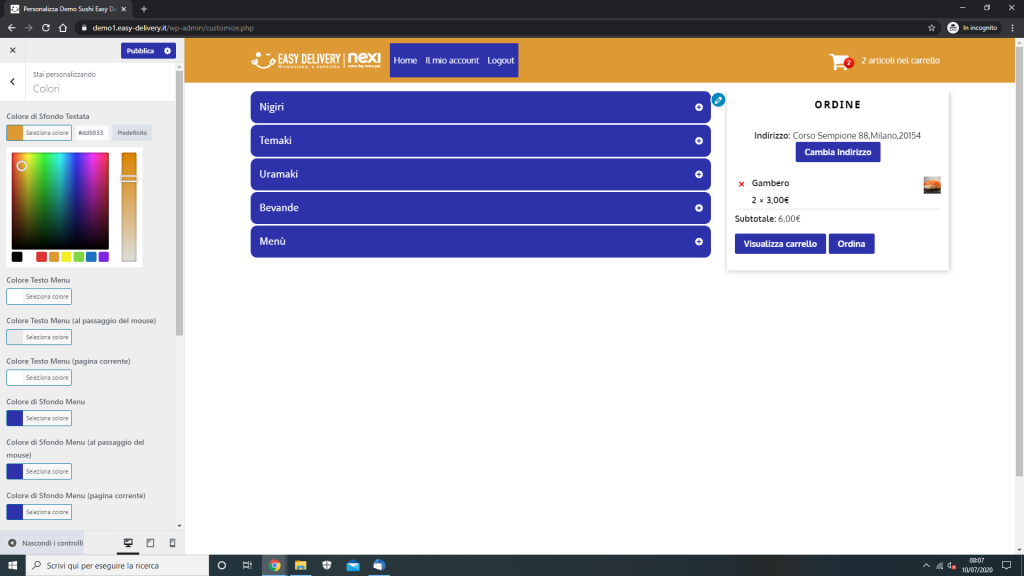 Personalizza Demo Sushi Easy D
demo1.easy-delivery.it/wp-admin/customize.php
In incognito
Pubblica
Stai personalizzando
Colori
Colore di Sfondo Testata
Seleziona colore
#dd9933
Predefinito
Colore Testo Menu
Seleziona colore
Colore Testo Menu (al passaggio del mouse)
Seleziona colore
Colore Testo Menu (pagina corrente)
Seleziona colore
Colore di Sfondo Menu
Seleziona colore
Colore di Sfondo Menu (al passaggio del
mouse)
Seleziona colore
Colore di Sfondo Menu (pagina corrente)
Seleziona colore
Nascondi i controlli
EASY DELIVERY
nexi
Home Il mio account Logout
2
2 articoli nel carrello
Nigiri
Temaki
Uramaki
Bevande
Menù
ORDINE
Indirizzo: Corso Sempione 88,Milano,20154
Cambia Indirizzo
× Gambero
2 × 3,00€
Subtotale: 6,00€
Visualizza carrello
Ordina
Scrivi qui per eseguire la ricerca
08:07
10/07/2020